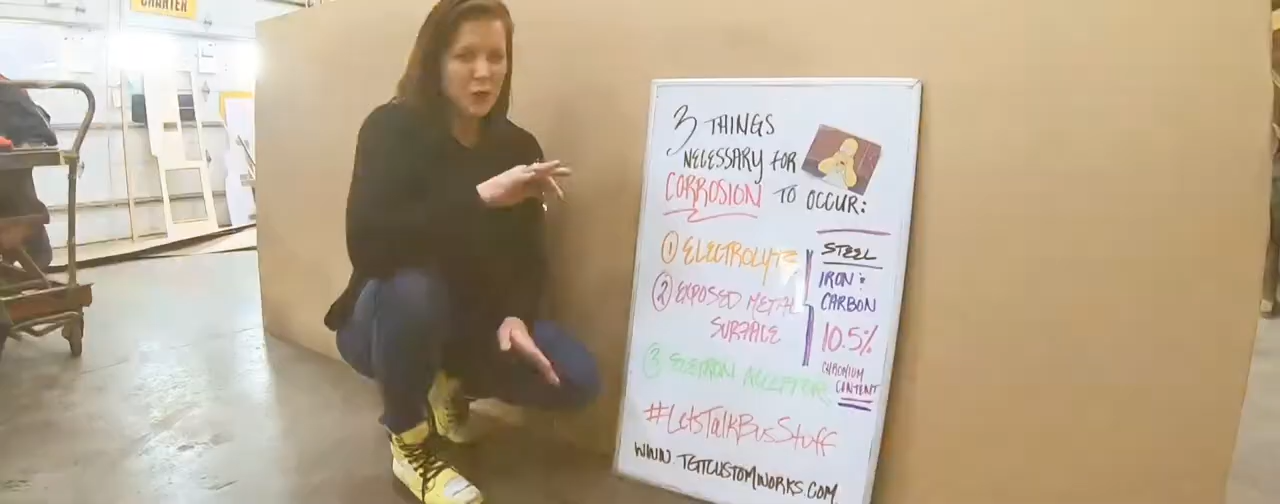 CHARTER
3 THINGS
NECESSARY FOR
CORROSION TO OCCUR:
① ELECTROLYTE
② EXPOSED METAL
SURFACE
③ ELECTRON ACCEPTER
STEEL
IRON &
CARBON
10.5%
CHROMIUM
CONTENT
#LetsTalkBusStuff
WWW.TGTCUSTOMWORKS.COM